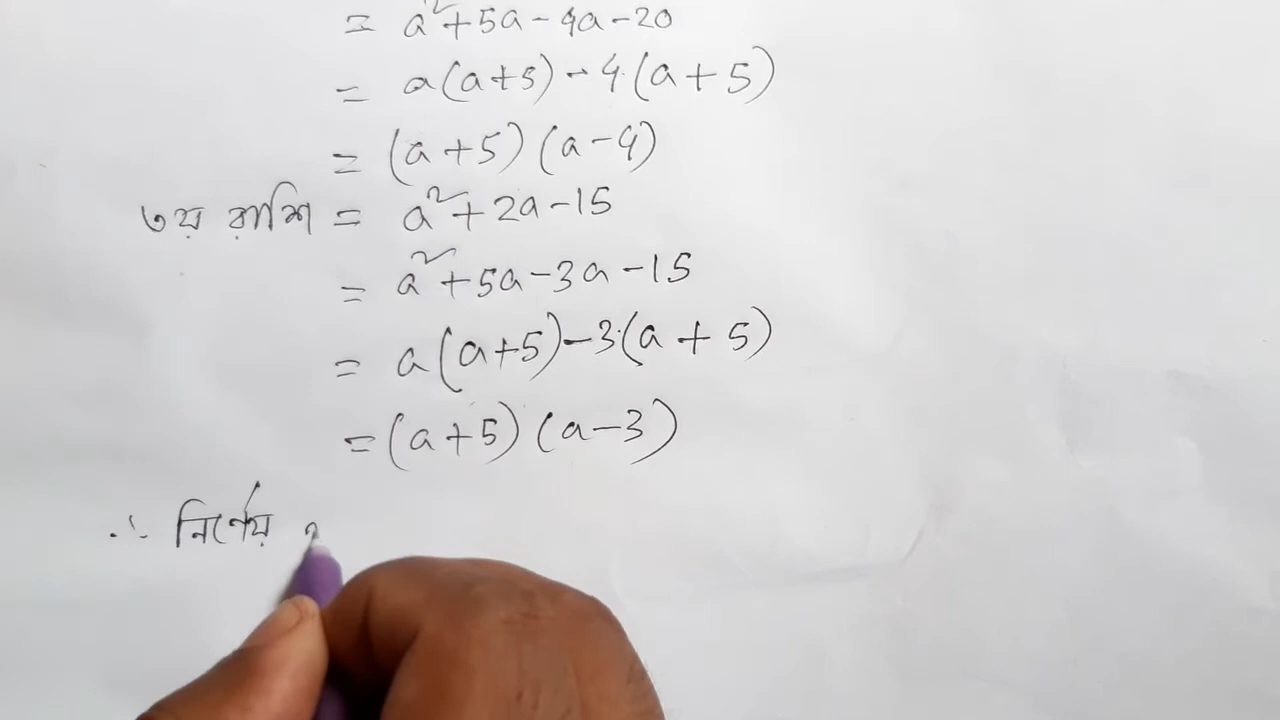 = a²+5a-4a-20
= a(a+5)-4.(a+5)
= (a+5)(a-4)
৩য় রাশি = a²+2a-15
= a²+5a-3a-15
= a(a+5)-3.(a+5)
=(a+5)(a-3)
∴ নির্ণেয়